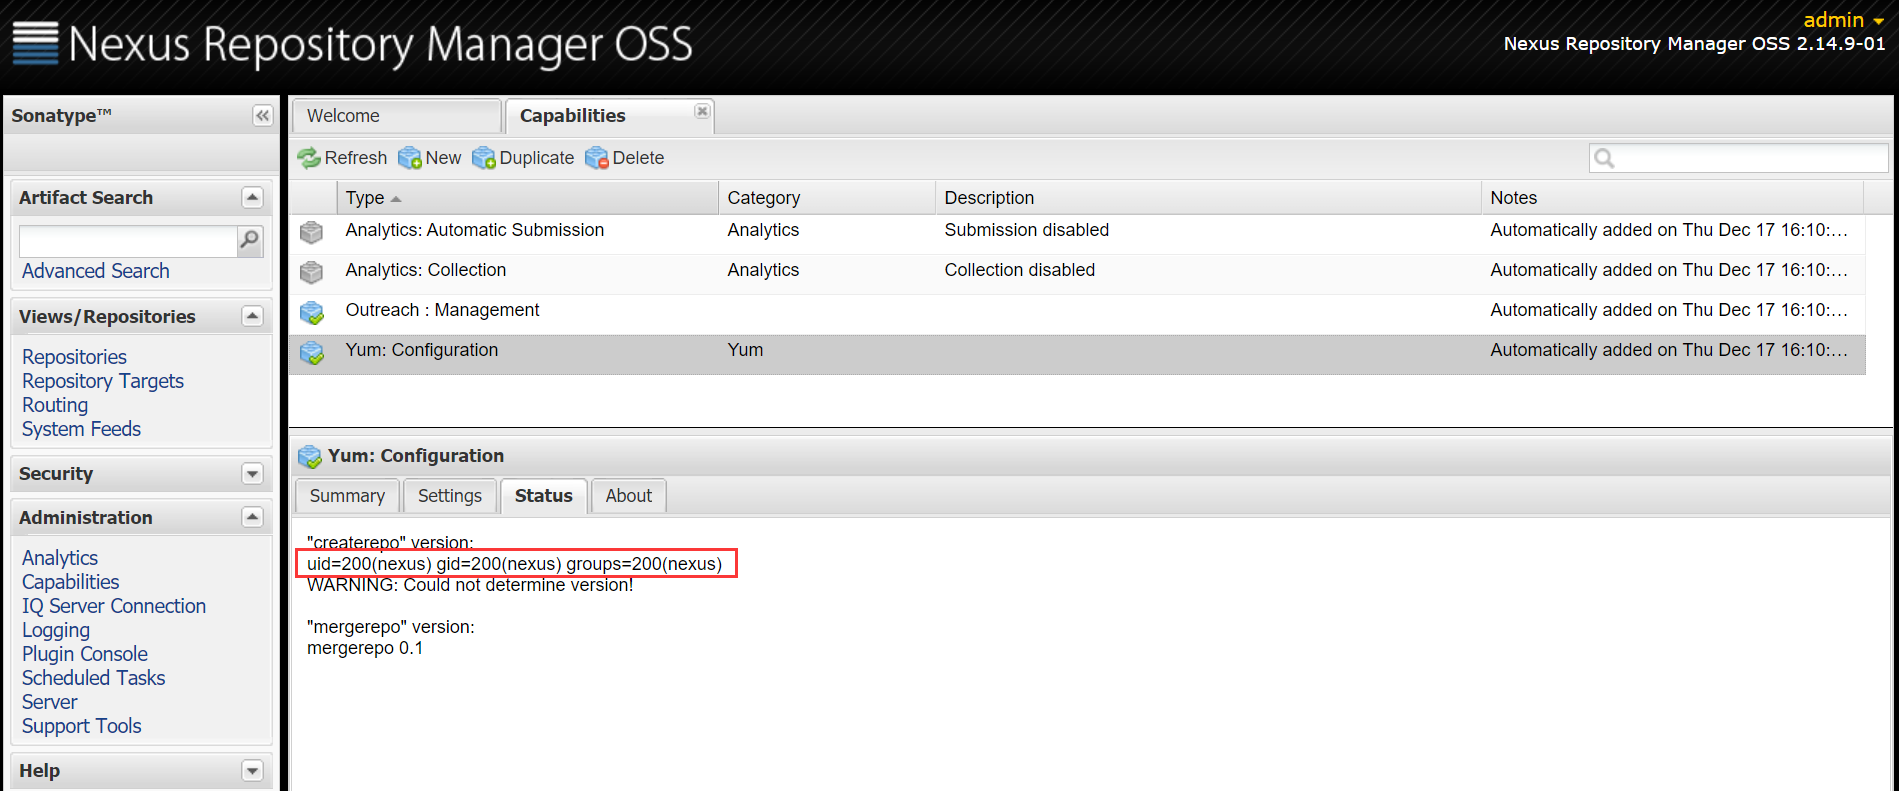 Nexus Repository Manager OSS
admin
Nexus Repository Manager OSS 2.14.9-01
Sonatype™
Artifact Search
Advanced Search
Views/Repositories
Repositories
Repository Targets
Routing
System Feeds
Security
Administration
Analytics
Capabilities
IQ Server Connection
Logging
Plugin Console
Scheduled Tasks
Server
Support Tools
Help
Welcome
Capabilities
Refresh New Duplicate Delete
Type Category Description Notes
Analytics: Automatic Submission Analytics Submission disabled Automatically added on Thu Dec 17 16:10:...
Analytics: Collection Analytics Collection disabled Automatically added on Thu Dec 17 16:10:...
Outreach : Management Automatically added on Thu Dec 17 16:10:...
Yum: Configuration Yum Automatically added on Thu Dec 17 16:10:...
Yum: Configuration
Summary Settings Status About
"createrepo" version:
uid=200(nexus) gid=200(nexus) groups=200(nexus)
WARNING: Could not determine version!
"mergerepo" version:
mergerepo 0.1